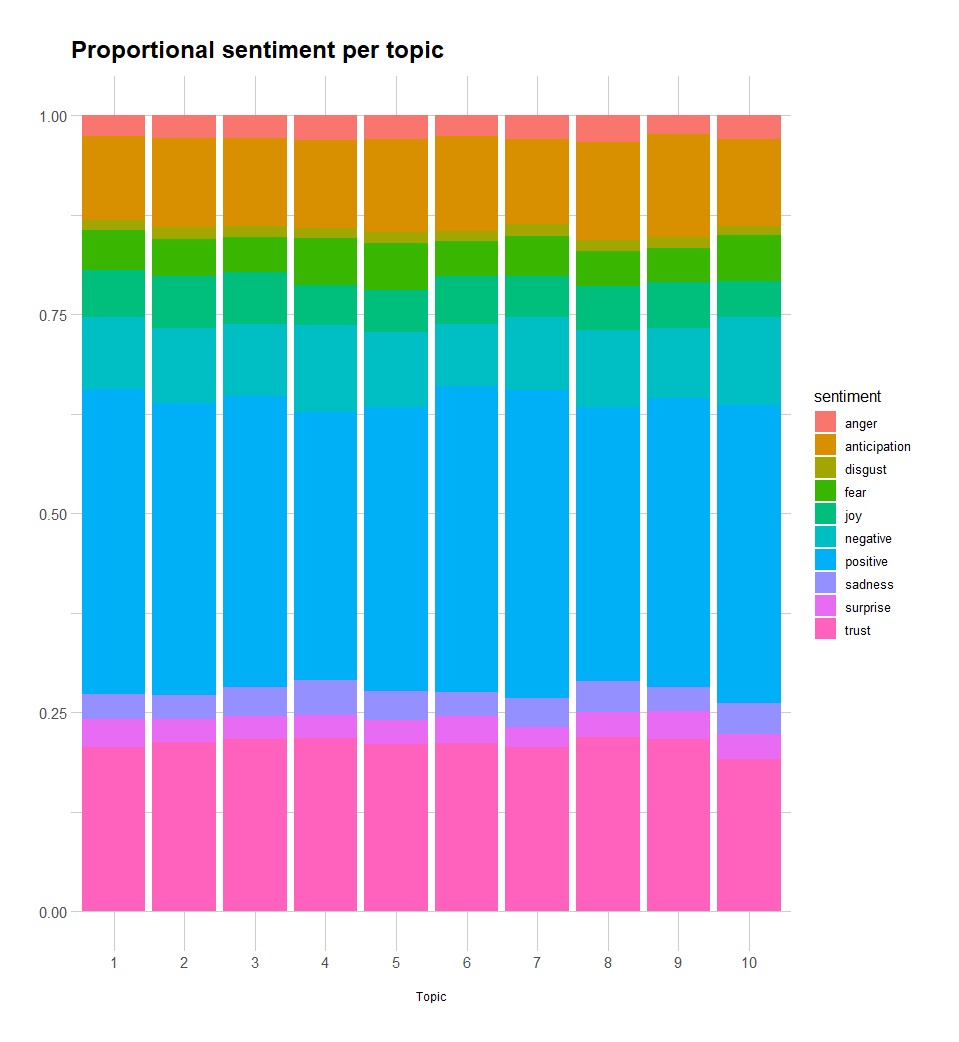 Proportional sentiment per topic
1.00
0.75
0.50
0.25
0.00
1 2 3 4 5 6 7 8 9 10
Topic
sentiment
anger
anticipation
disgust
fear
joy
negative
positive
sadness
surprise
trust